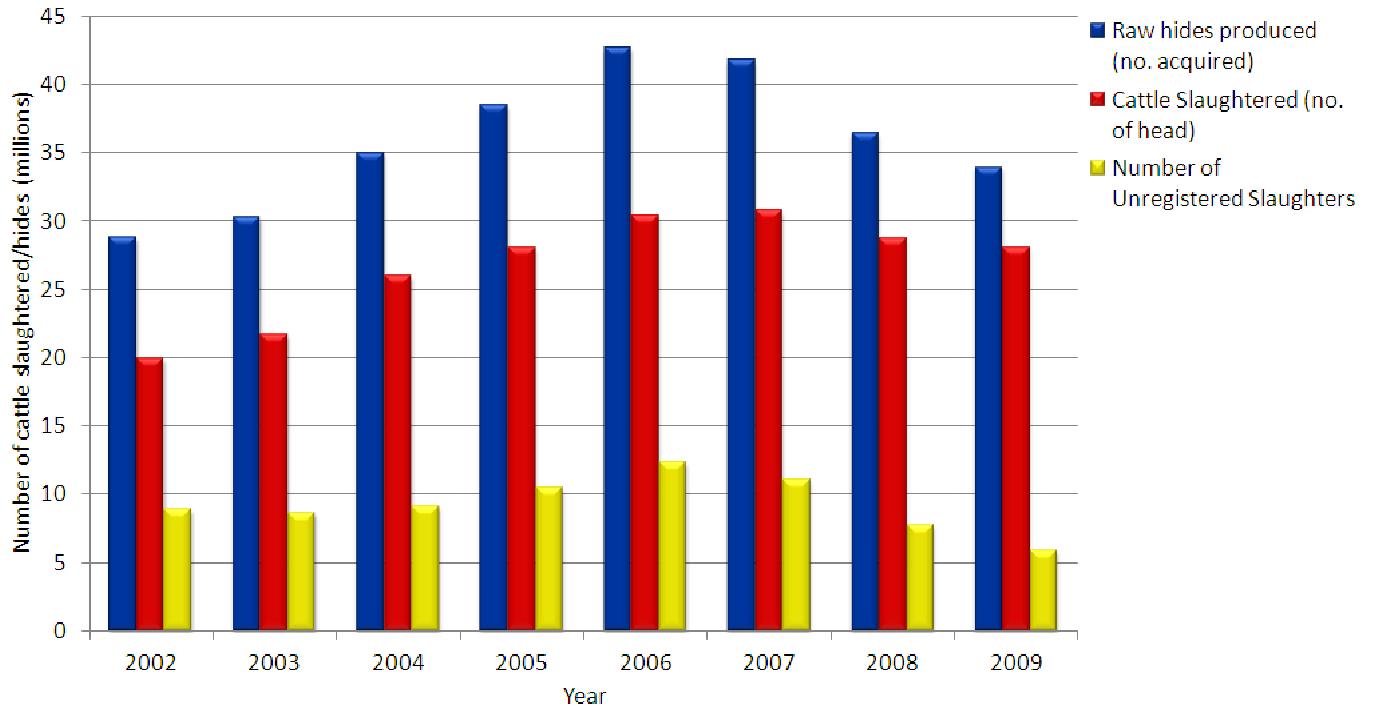 45
40
35
30
25
20
15
10
5
0
Number of cattle slaughtered/hides (millions)
2002 2003 2004 2005 2006 2007 2008 2009
Year
Raw hides produced
(no. acquired)
Cattle Slaughtered (no.
of head)
Number of
Unregistered Slaughters